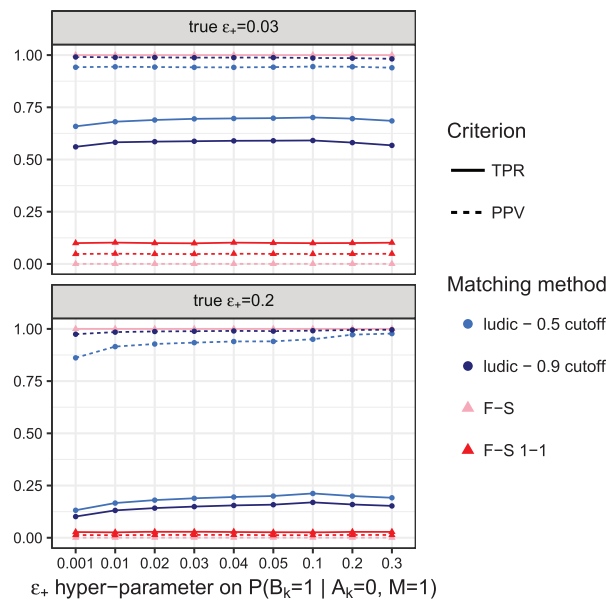 true ε₊=0.03
1.00
0.75
0.50
0.25
0.00
true ε₊=0.2
1.00
0.75
0.50
0.25
0.00
0.001 0.01 0.02 0.03 0.04 0.05 0.1 0.2 0.3
ε₊ hyper−parameter on P(Bₖ=1 | Aₖ=0, M=1)
Criterion
TPR
PPV
Matching method
ludic − 0.5 cutoff
ludic − 0.9 cutoff
F−S
F−S 1−1